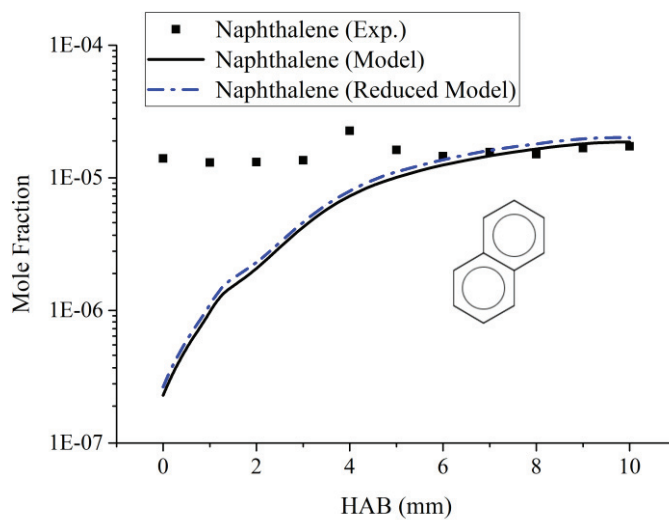 Naphthalene (Exp.)
Naphthalene (Model)
Naphthalene (Reduced Model)
1E-04
1E-05
1E-06
1E-07
Mole Fraction
0 2 4 6 8 10
HAB (mm)